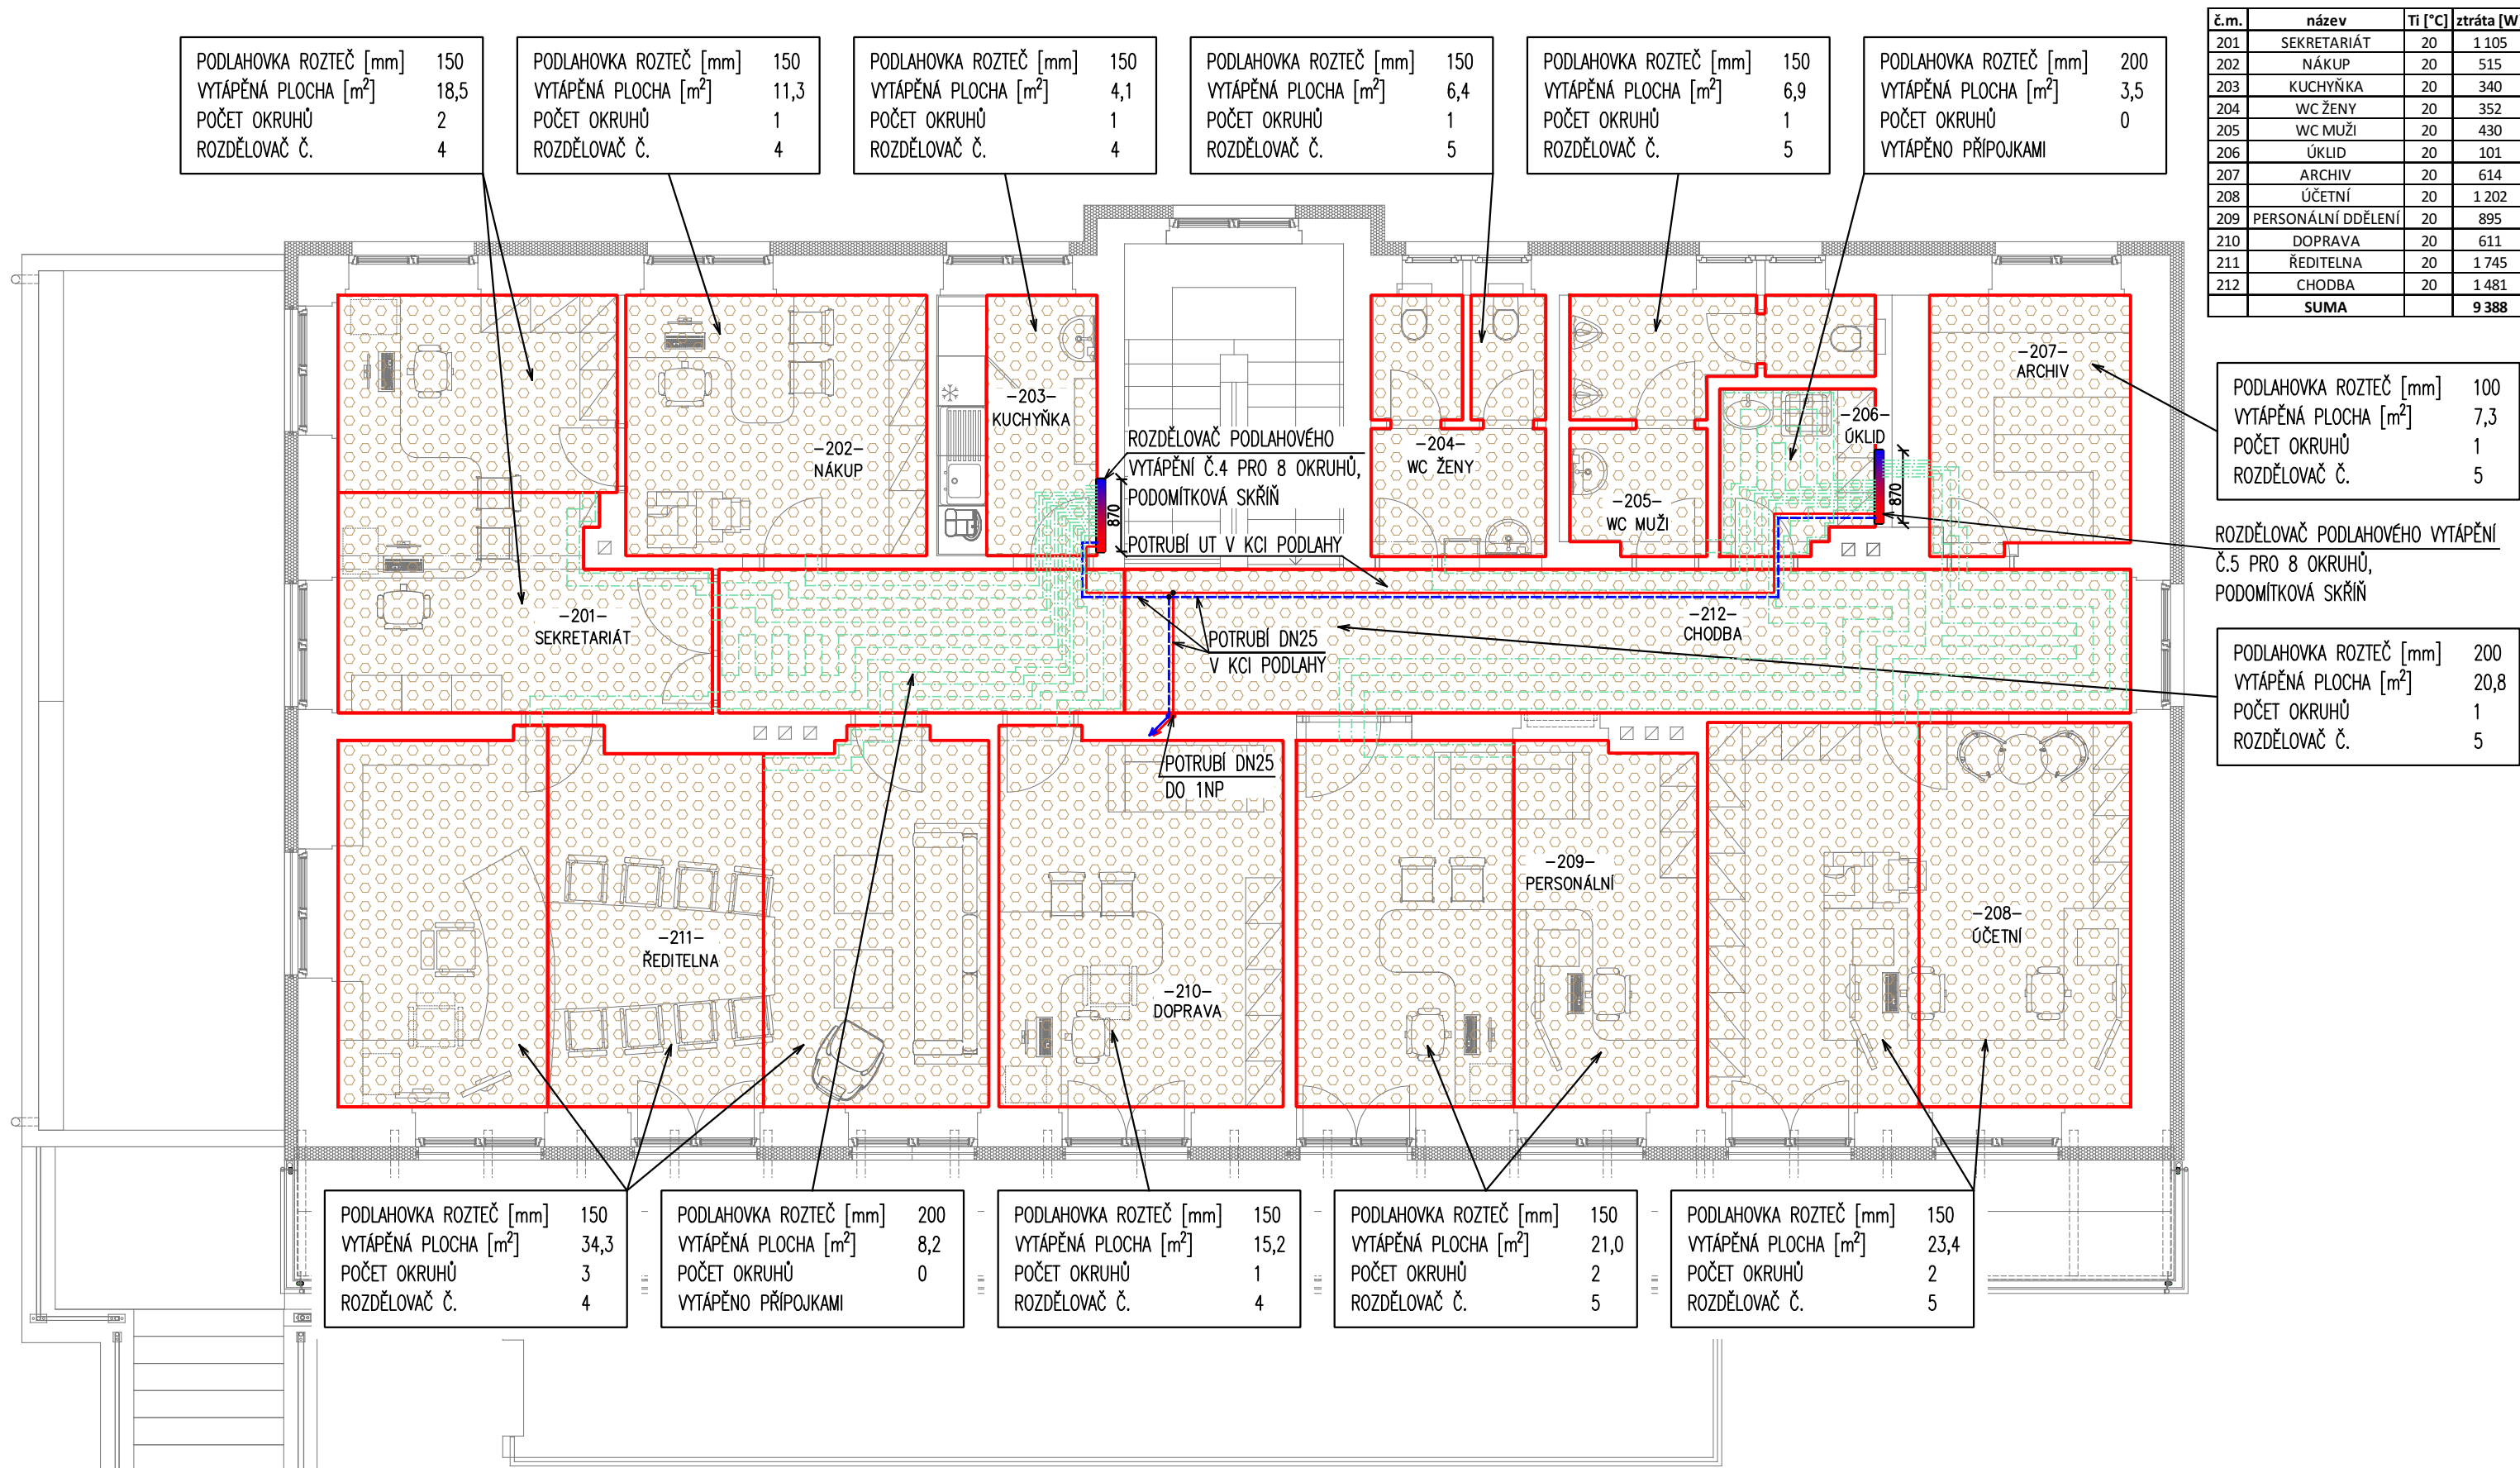 PODLAHOVKA ROZTEČ [mm] 150
VYTÁPĚNÁ PLOCHA [m²] 18,5
POČET OKRUHŮ 2
ROZDĚLOVAČ Č. 4
PODLAHOVKA ROZTEČ [mm] 150
VYTÁPĚNÁ PLOCHA [m²] 11,3
POČET OKRUHŮ 1
ROZDĚLOVAČ Č. 4
PODLAHOVKA ROZTEČ [mm] 150
VYTÁPĚNÁ PLOCHA [m²] 4,1
POČET OKRUHŮ 1
ROZDĚLOVAČ Č. 4
PODLAHOVKA ROZTEČ [mm] 150
VYTÁPĚNÁ PLOCHA [m²] 6,4
POČET OKRUHŮ 1
ROZDĚLOVAČ Č. 5
PODLAHOVKA ROZTEČ [mm] 150
VYTÁPĚNÁ PLOCHA [m²] 6,9
POČET OKRUHŮ 1
ROZDĚLOVAČ Č. 5
PODLAHOVKA ROZTEČ [mm] 200
VYTÁPĚNÁ PLOCHA [m²] 3,5
POČET OKRUHŮ 0
VYTÁPĚNO PŘÍPOJKAMI
č.m. název Ti [°C] ztráta [W
201 SEKRETARIÁT 20 1 105
202 NÁKUP 20 515
203 KUCHYŇKA 20 340
204 WC ŽENY 20 352
205 WC MUŽI 20 430
206 ÚKLID 20 101
207 ARCHIV 20 614
208 ÚČETNÍ 20 1 202
209 PERSONÁLNÍ DDĚLENÍ 20 895
210 DOPRAVA 20 611
211 ŘEDITELNA 20 1 745
212 CHODBA 20 1 481
SUMA 9 388
PODLAHOVKA ROZTEČ [mm] 100
VYTÁPĚNÁ PLOCHA [m²] 7,3
POČET OKRUHŮ 1
ROZDĚLOVAČ Č. 5
ROZDĚLOVAČ PODLAHOVÉHO VYTÁPĚNÍ
Č.5 PRO 8 OKRUHŮ,
PODOMÍTKOVÁ SKŘÍŇ
PODLAHOVKA ROZTEČ [mm] 200
VYTÁPĚNÁ PLOCHA [m²] 20,8
POČET OKRUHŮ 1
ROZDĚLOVAČ Č. 5
-207-
ARCHIV
-203-
KUCHYŇKA
-206-
ÚKLID
870
-202-
NÁKUP
ROZDĚLOVAČ PODLAHOVÉHO
VYTÁPĚNÍ Č.4 PRO 8 OKRUHŮ,
PODOMÍTKOVÁ SKŘÍŇ
870
-204-
WC ŽENY
-205-
WC MUŽI
POTRUBÍ UT V KCI PODLAHY
-201-
SEKRETARIÁT
-212-
CHODBA
POTRUBÍ DN25
V KCI PODLAHY
POTRUBÍ DN25
DO 1NP
-209-
PERSONÁLNÍ
-211-
ŘEDITELNA
-208-
ÚČETNÍ
-210-
DOPRAVA
PODLAHOVKA ROZTEČ [mm] 150
VYTÁPĚNÁ PLOCHA [m²] 34,3
POČET OKRUHŮ 3
ROZDĚLOVAČ Č. 4
PODLAHOVKA ROZTEČ [mm] 200
VYTÁPĚNÁ PLOCHA [m²] 8,2
POČET OKRUHŮ 0
VYTÁPĚNO PŘÍPOJKAMI
PODLAHOVKA ROZTEČ [mm] 150
VYTÁPĚNÁ PLOCHA [m²] 15,2
POČET OKRUHŮ 1
ROZDĚLOVAČ Č. 4
PODLAHOVKA ROZTEČ [mm] 150
VYTÁPĚNÁ PLOCHA [m²] 21,0
POČET OKRUHŮ 2
ROZDĚLOVAČ Č. 5
PODLAHOVKA ROZTEČ [mm] 150
VYTÁPĚNÁ PLOCHA [m²] 23,4
POČET OKRUHŮ 2
ROZDĚLOVAČ Č. 5